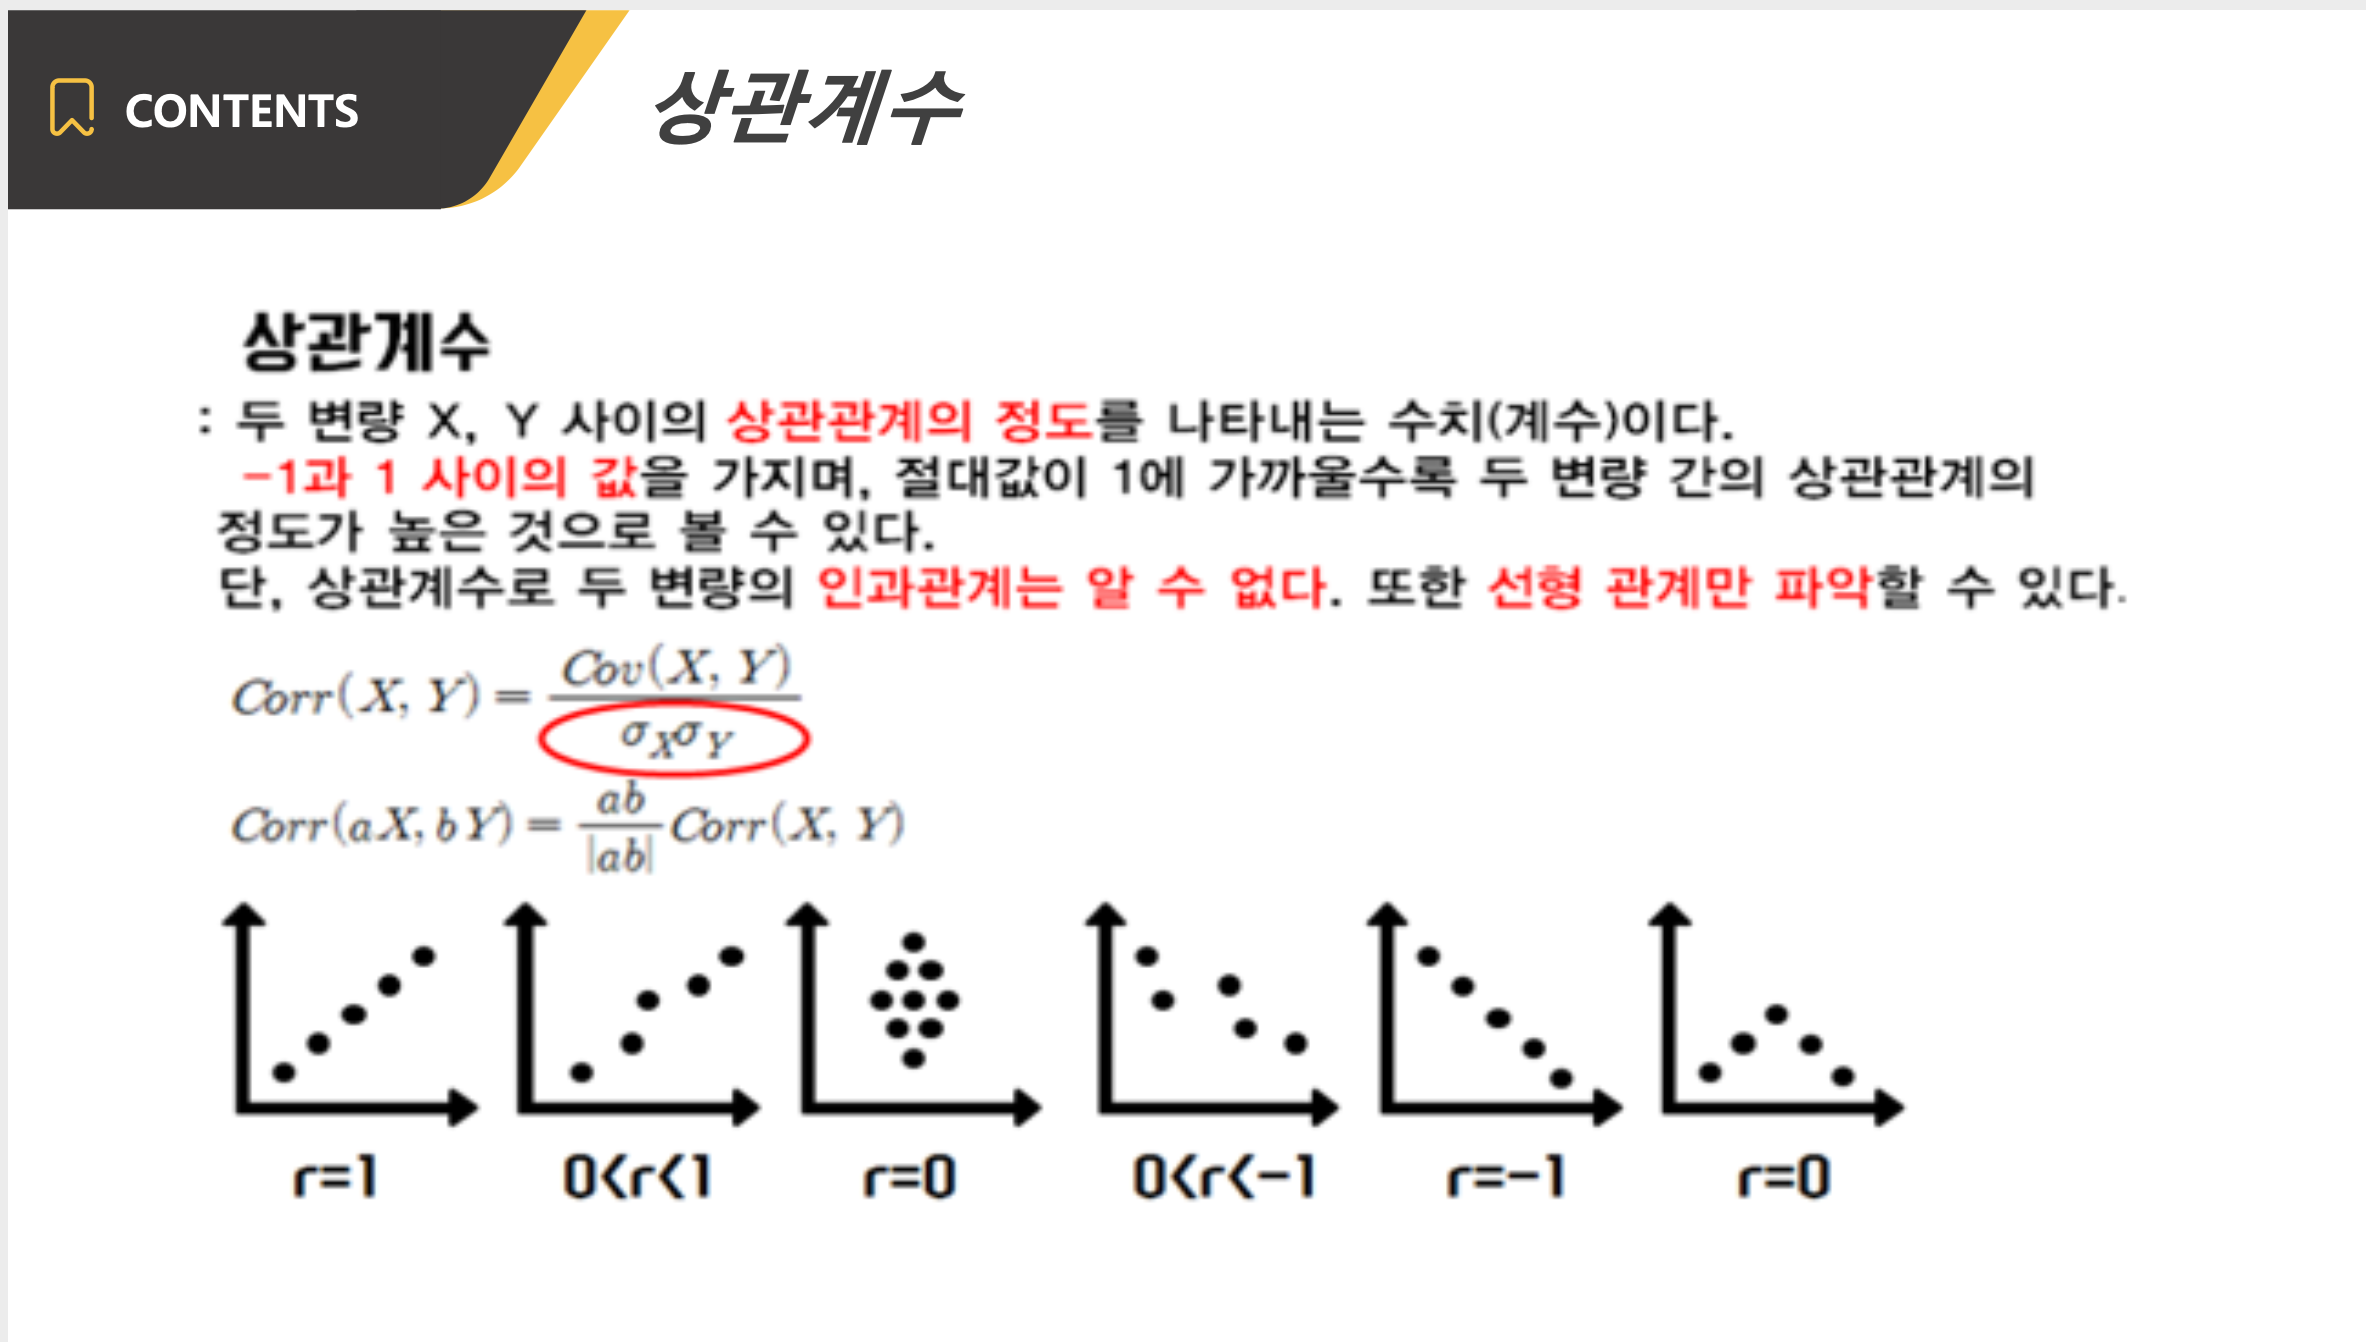 CONTENTS
상관계수
상관계수
: 두 변량 X, Y 사이의 상관관계의 정도를 나타내는 수치(계수)이다.
-1과 1 사이의 값을 가지며, 절대값이 1에 가까울수록 두 변량 간의 상관관계의
정도가 높은 것으로 볼 수 있다.
단, 상관계수로 두 변량의 인과관계는 알 수 없다. 또한 선형 관계만 파악할 수 있다.
Corr(X, Y) = Cov(X, Y) / σXσY
Corr(aX, bY) = ab / |ab| Corr(X, Y)
r=1 0<r<1 r=0 0<r<-1 r=-1 r=0